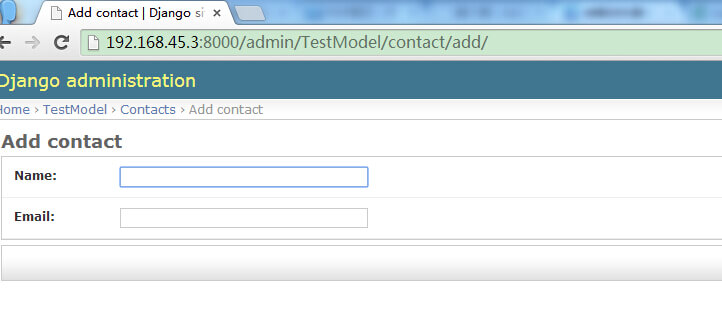 Add contact | Django si
192.168.45.3:8000/admin/TestModel/contact/add/
Django administration
Home › TestModel › Contacts › Add contact
Add contact
Name:
Email: